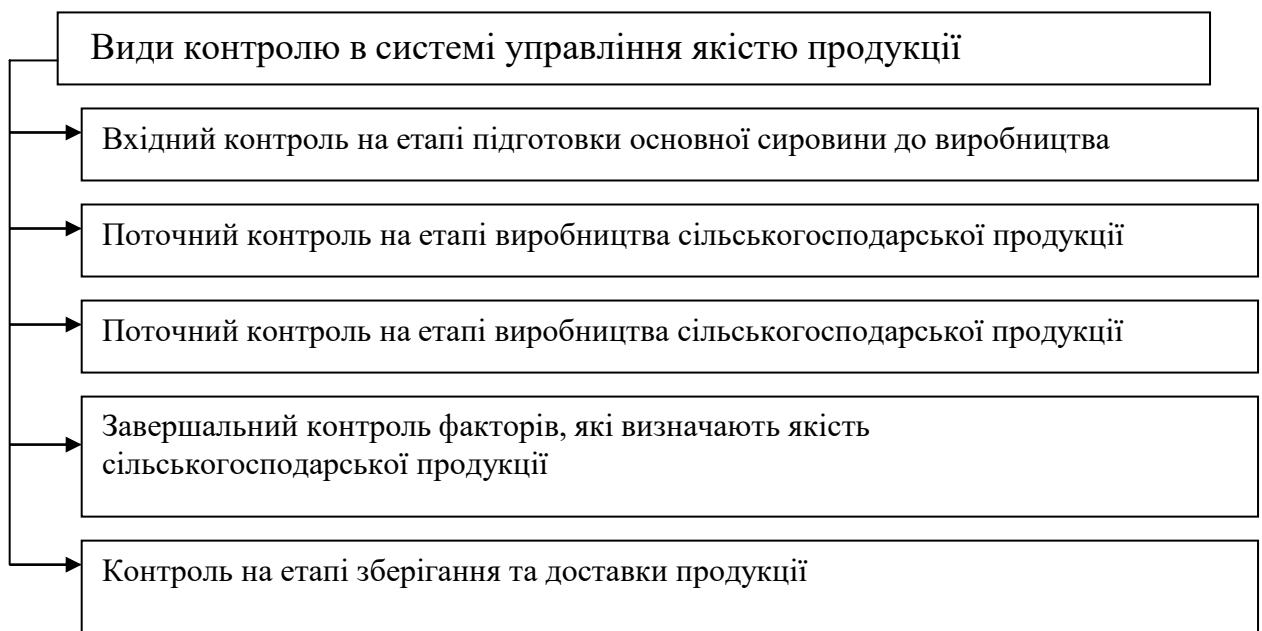 Види контролю в системі управління якістю продукції
Вхідний контроль на етапі підготовки основної сировини до виробництва
Поточний контроль на етапі виробництва сільськогосподарської продукції
Поточний контроль на етапі виробництва сільськогосподарської продукції
Завершальний контроль факторів, які визначають якість
сільськогосподарської продукції
Контроль на етапі зберігання та доставки продукції